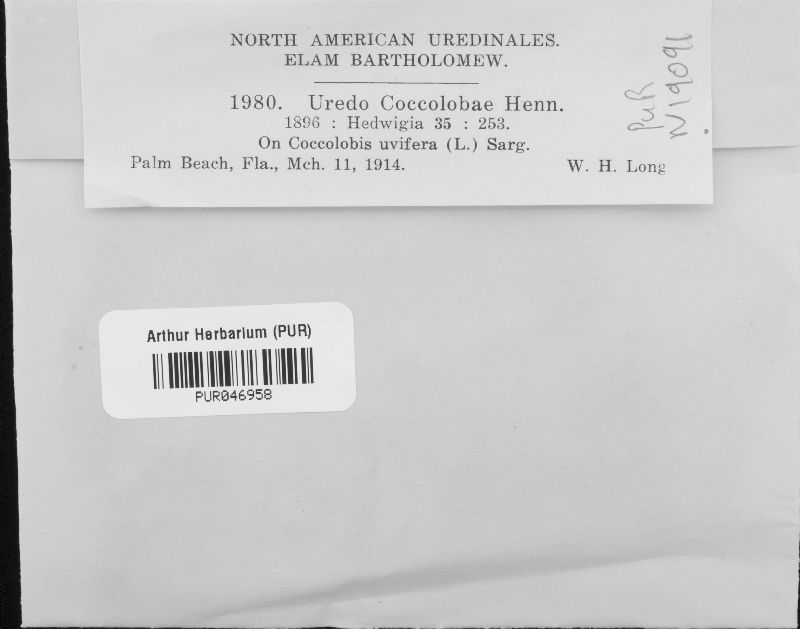 NORTH AMERICAN UREDINALES.
ELAM BARTHOLOMEW.
1980. Uredo Coccolobae Henn.
1896 : Hedwigia 35 : 253.
On Coccolobis uvifera (L.) Sarg.
Palm Beach, Fla., Mch. 11, 1914. W. H. Long
PUR
N19091
Arthur Herbarium (PUR)
PUR046958